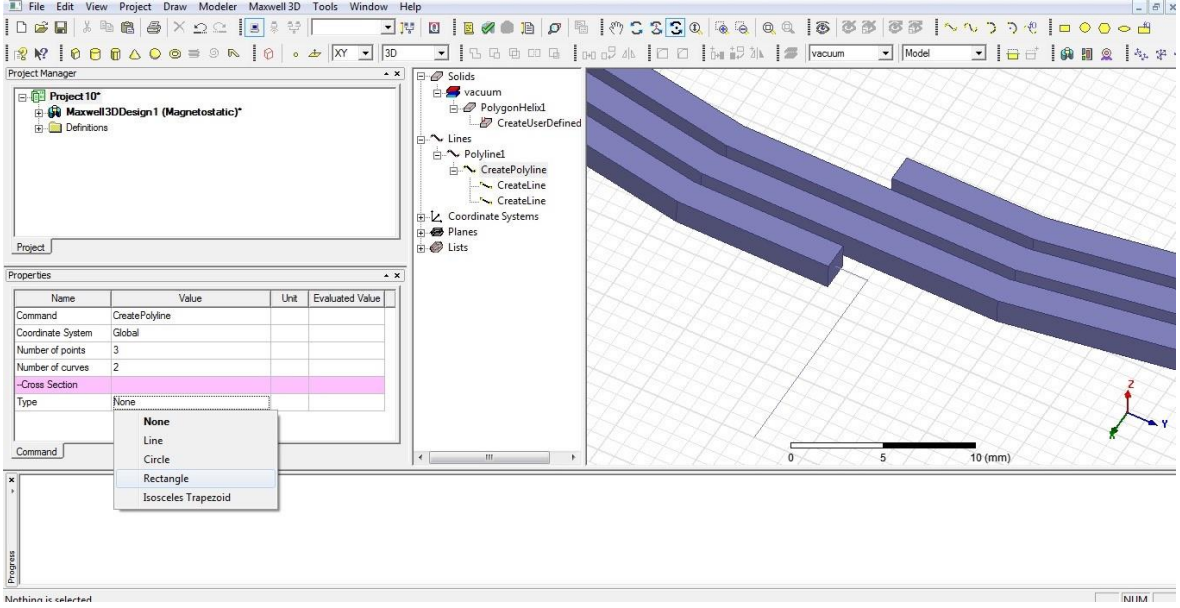 File Edit View Project Draw Modeler Maxwell 3D Tools Window Help
XY 3D vacuum Model
Project Manager
Project10*
Maxwell3DDesign1 (Magnetostatic)*
Definitions
Project
Properties
Name Value Unit Evaluated Value
Command CreatePolyline
Coordinate System Global
Number of points 3
Number of curves 2
--Cross Section
Type None
None
Line
Circle
Rectangle
Isosceles Trapezoid
Command
Solids
vacuum
PolygonHelix1
CreateUserDefined
Lines
Polyline1
CreatePolyline
CreateLine
CreateLine
Coordinate Systems
Planes
Lists
Z
Y
0 5 10 (mm)
Progress
Nothing is selected
NUM